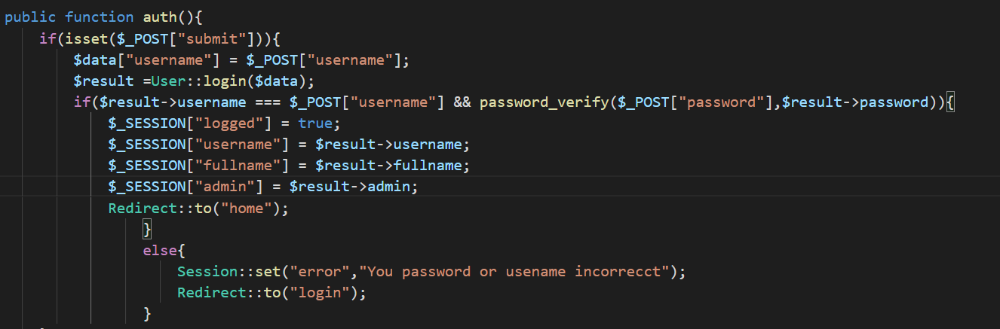 public function auth(){
    if(isset($_POST["submit"])){
        $data["username"] = $_POST["username"];
        $result =User::login($data);
        if($result->username === $_POST["username"] && password_verify($_POST["password"],$result->password)){
            $_SESSION["logged"] = true;
            $_SESSION["username"] = $result->username;
            $_SESSION["fullname"] = $result->fullname;
            $_SESSION["admin"] = $result->admin;
            Redirect::to("home");
                }
                else{
                    Session::set("error","You password or usename incorrecct");
                    Redirect::to("login");
                }